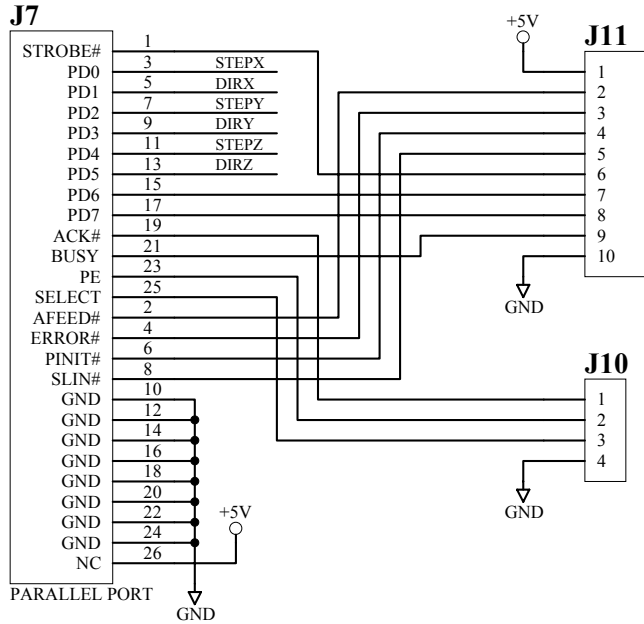 J7
STROBE# 1
PD0 3 STEPX
PD1 5 DIRX
PD2 7 STEPY
PD3 9 DIRY
PD4 11 STEPZ
PD5 13 DIRZ
PD6 15
PD7 17
ACK# 19
BUSY 21
PE 23
SELECT 25
AFEED# 2
ERROR# 4
PINIT# 6
SLIN# 8
GND 10
GND 12
GND 14
GND 16
GND 18
GND 20
GND 22
GND 24
NC 26
PARALLEL PORT
+5V
GND
+5V
J11
1
2
3
4
5
6
7
8
9
10
GND
J10
1
2
3
4
GND